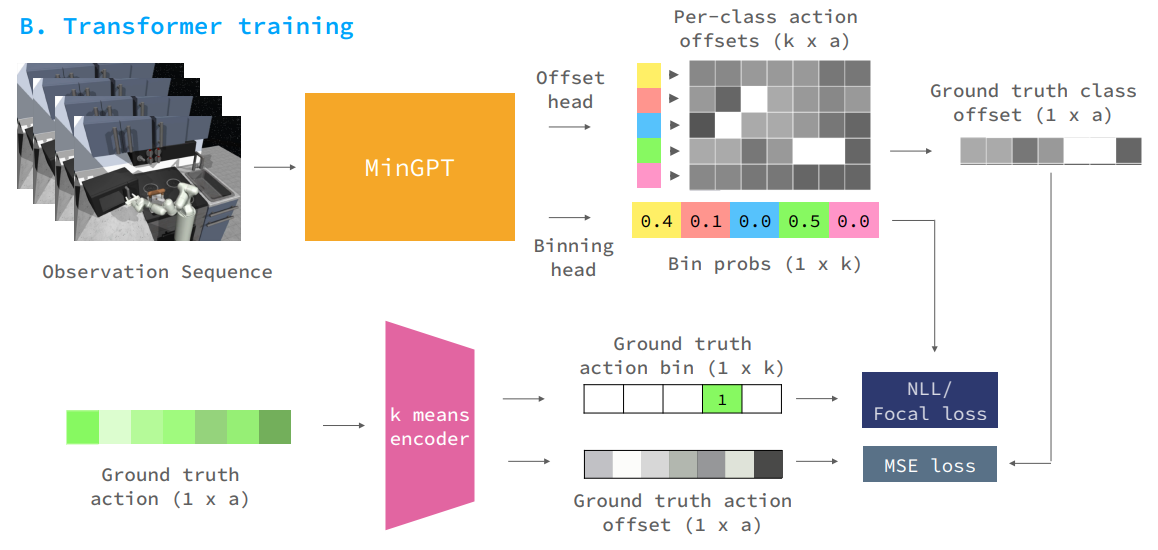 B. Transformer training
Per-class action
offsets (k x a)
Offset
head
Ground truth class
offset (1 x a)
MinGPT
0.4 0.1 0.0 0.5 0.0
Binning
head
Bin probs (1 x k)
Observation Sequence
Ground truth
action bin (1 x k)
NLL/
Focal loss
1
k means
encoder
MSE loss
Ground truth
action (1 x a)
Ground truth action
offset (1 x a)